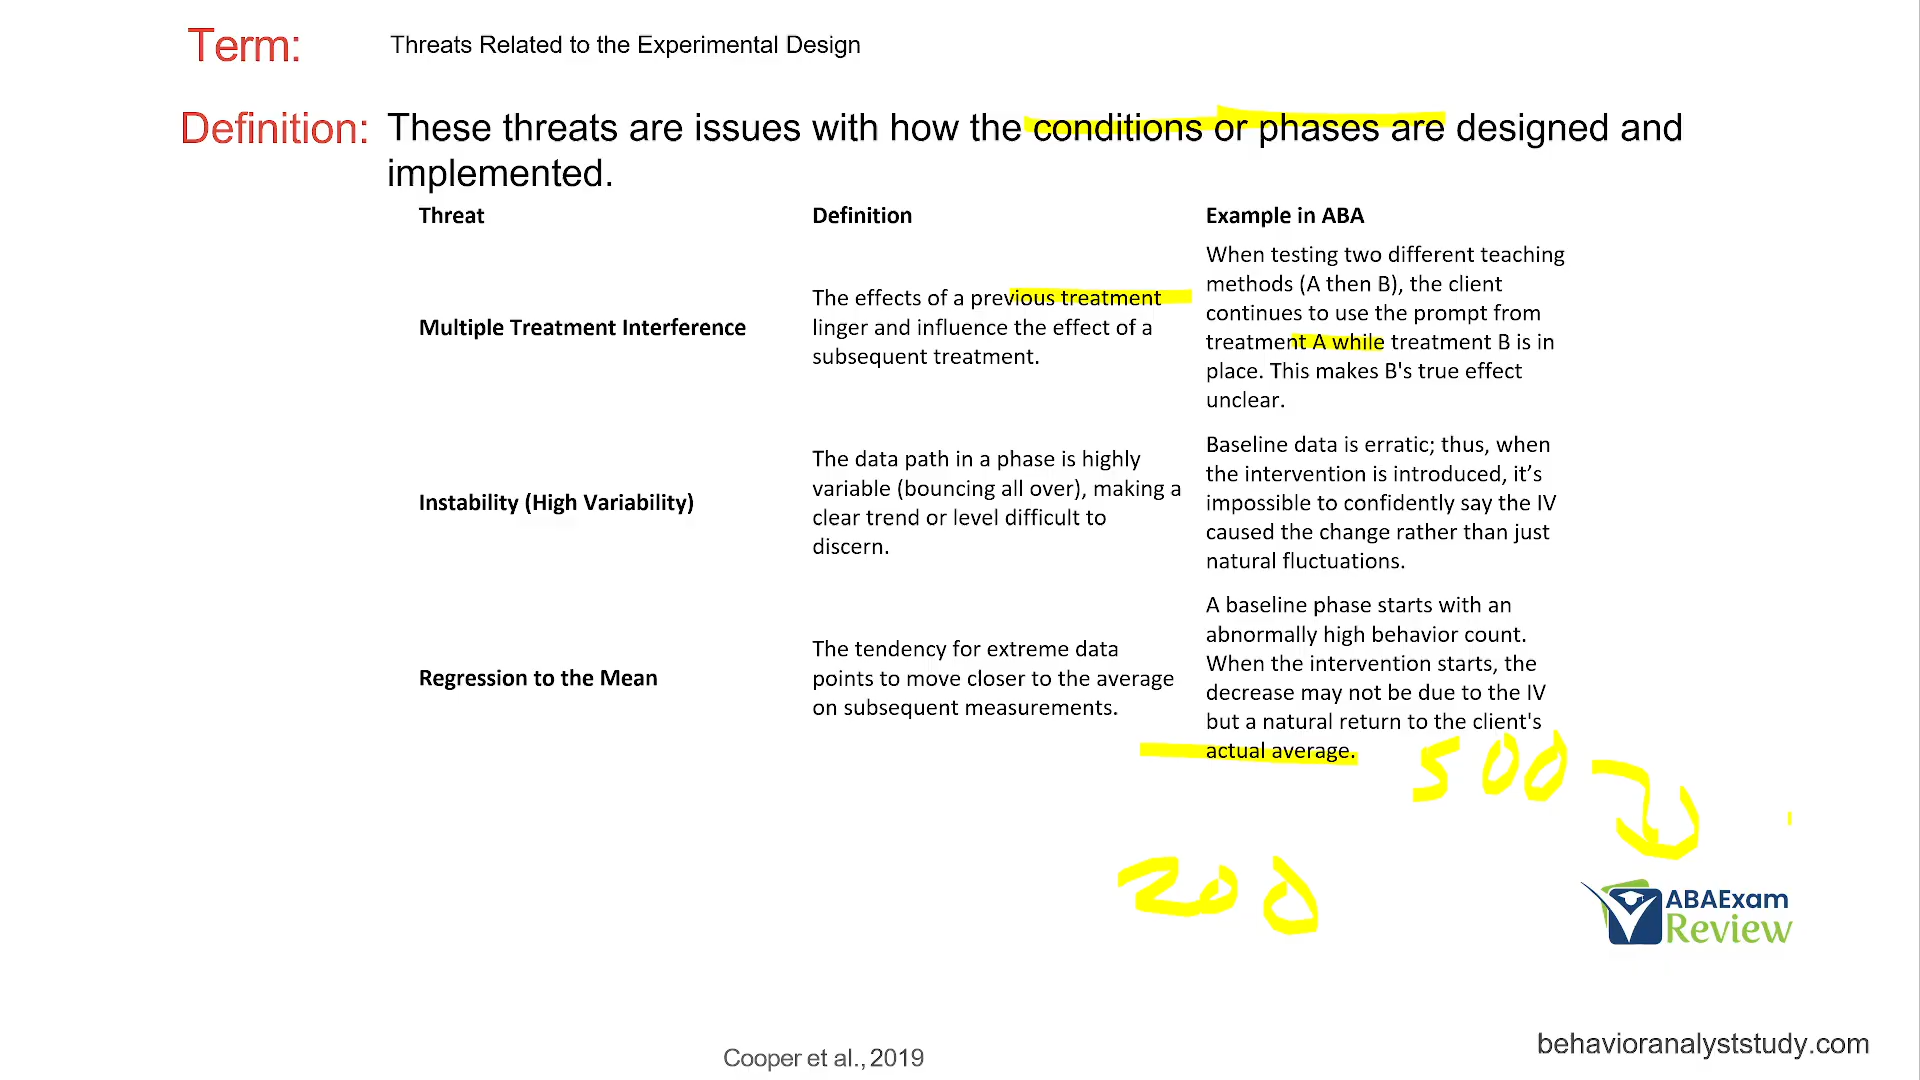 Term: Threats Related to the Experimental Design
Definition: These threats are issues with how the conditions or phases are designed and
implemented.
Threat Definition Example in ABA
Multiple Treatment Interference
The effects of a previous treatment
linger and influence the effect of a
subsequent treatment.
When testing two different teaching
methods (A then B), the client
continues to use the prompt from
treatment A while treatment B is in
place. This makes B's true effect
unclear.
Instability (High Variability)
The data path in a phase is highly
variable (bouncing all over), making a
clear trend or level difficult to
discern.
Baseline data is erratic; thus, when
the intervention is introduced, it’s
impossible to confidently say the IV
caused the change rather than just
natural fluctuations.
Regression to the Mean
The tendency for extreme data
points to move closer to the average
on subsequent measurements.
A baseline phase starts with an
abnormally high behavior count.
When the intervention starts, the
decrease may not be due to the IV
but a natural return to the client's
actual average.
500
200
ABAExam
Review
behavioranalyststudy.com
Cooper et al., 2019